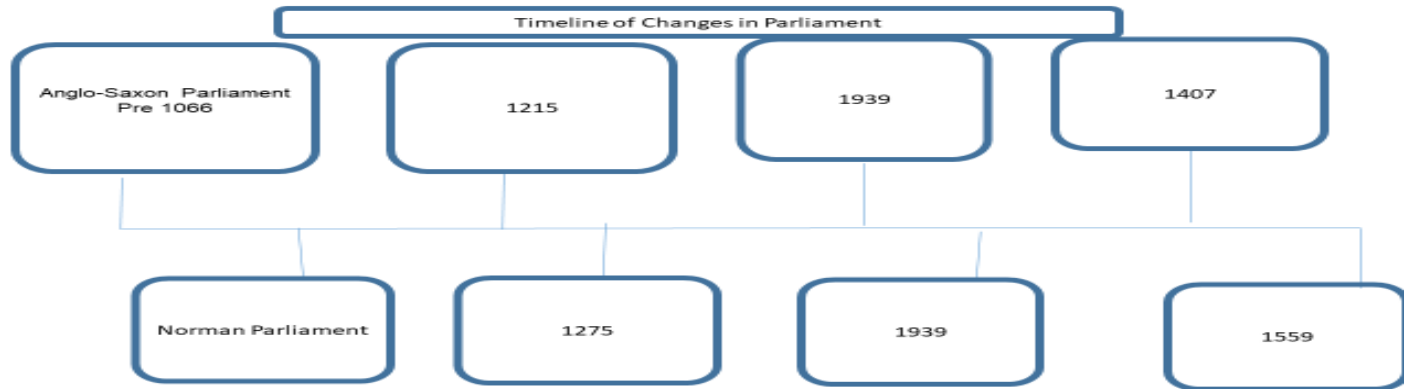 Timeline of Changes in Parliament
Anglo-Saxon Parliament
Pre 1066
1215
1939
1407
Norman Parliament
1275
1939
1559